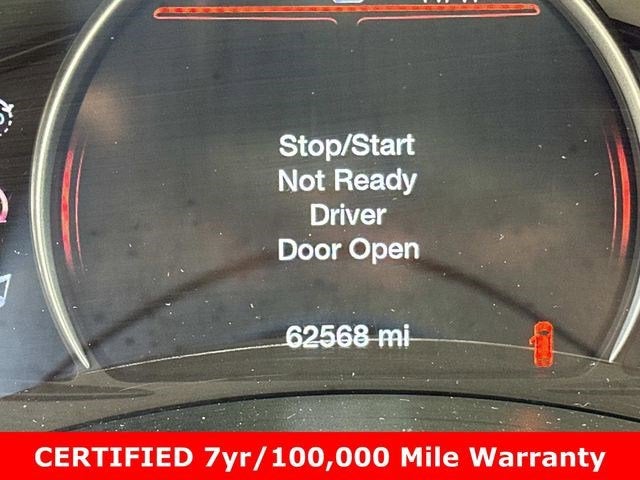 Stop/Start
Not Ready
Driver
Door Open
62568 mi
CERTIFIED 7yr/100,000 Mile Warranty